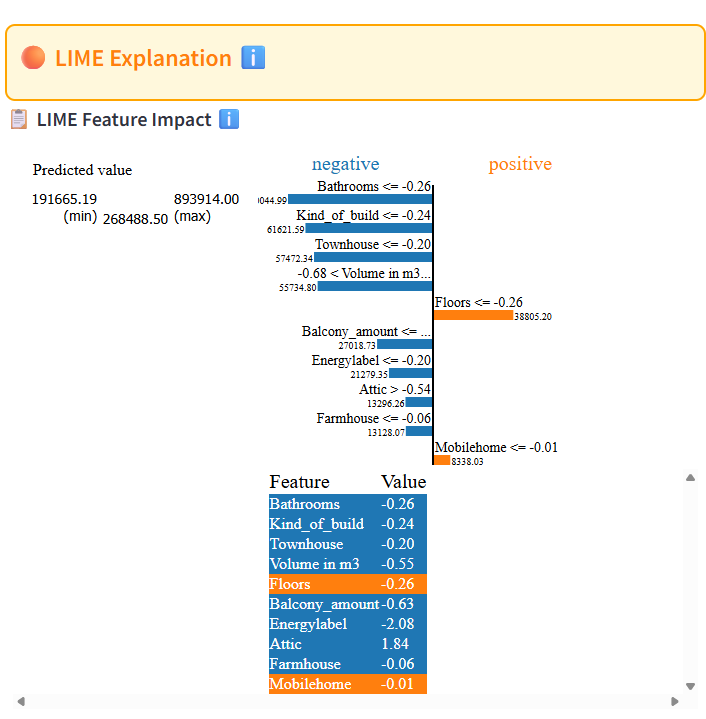 LIME Explanation ℹ️
LIME Feature Impact ℹ️
Predicted value
191665.19
(min)
268488.50
893914.00
(max)
negative
positive
Bathrooms <= -0.26
044.99
Kind_of_build <= -0.24
61621.59
Townhouse <= -0.20
57472.34
-0.68 < Volume in m3...
55734.80
Floors <= -0.26
38805.20
Balcony_amount <= ...
27018.73
Energylabel <= -0.20
21279.35
Attic > -0.54
13296.26
Farmhouse <= -0.06
13128.07
Mobilehome <= -0.01
8338.03
Feature Value
Bathrooms -0.26
Kind_of_build -0.24
Townhouse -0.20
Volume in m3 -0.55
Floors -0.26
Balcony_amount -0.63
Energylabel -2.08
Attic 1.84
Farmhouse -0.06
Mobilehome -0.01